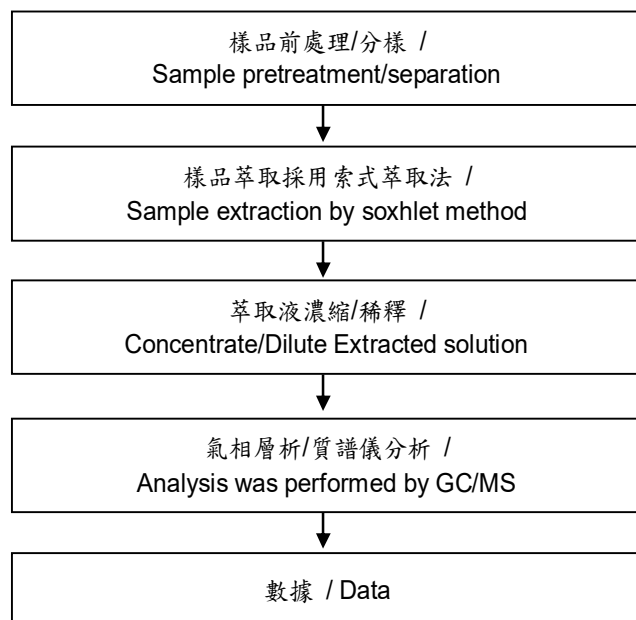 樣品前處理/分樣 /
Sample pretreatment/separation
樣品萃取採用索式萃取法 /
Sample extraction by soxhlet method
萃取液濃縮/稀釋 /
Concentrate/Dilute Extracted solution
氣相層析/質譜儀分析 /
Analysis was performed by GC/MS
數據 / Data